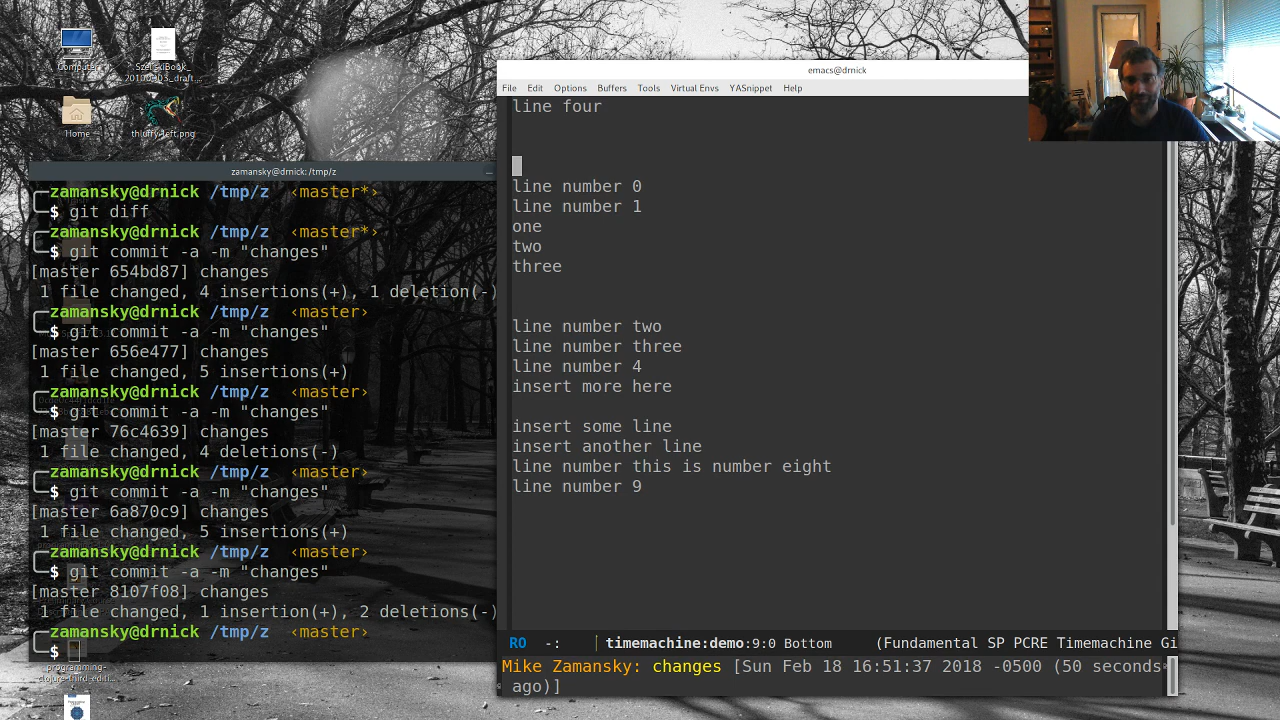 Computer
SzeliskiBook
20100903_draft...
Home
thluffy-left.png
zamansky@drnick: /tmp/z
zamansky@drnick /tmp/z ‹master*›
$ git diff
zamansky@drnick /tmp/z ‹master*›
$ git commit -a -m "changes"
[master 654bd87] changes
1 file changed, 4 insertions(+), 1 deletion(-)
zamansky@drnick /tmp/z ‹master›
$ git commit -a -m "changes"
[master 656e477] changes
1 file changed, 5 insertions(+)
zamansky@drnick /tmp/z ‹master›
$ git commit -a -m "changes"
[master 76c4639] changes
1 file changed, 4 deletions(-)
zamansky@drnick /tmp/z ‹master›
$ git commit -a -m "changes"
[master 6a870c9] changes
1 file changed, 5 insertions(+)
zamansky@drnick /tmp/z ‹master›
$ git commit -a -m "changes"
[master 8107f08] changes
1 file changed, 1 insertion(+), 2 deletions(-)
zamansky@drnick /tmp/z ‹master›
$
programming-
clojure-third-editi...
emacs@drnick
File Edit Options Buffers Tools Virtual Envs YASnippet Help
line four
line number 0
line number 1
one
two
three
line number two
line number three
line number 4
insert more here
insert some line
insert another line
line number this is number eight
line number 9
RO -: timemachine:demo:9:0 Bottom (Fundamental SP PCRE Timemachine Gi
Mike Zamansky: changes [Sun Feb 18 16:51:37 2018 -0500 (50 seconds
ago)]